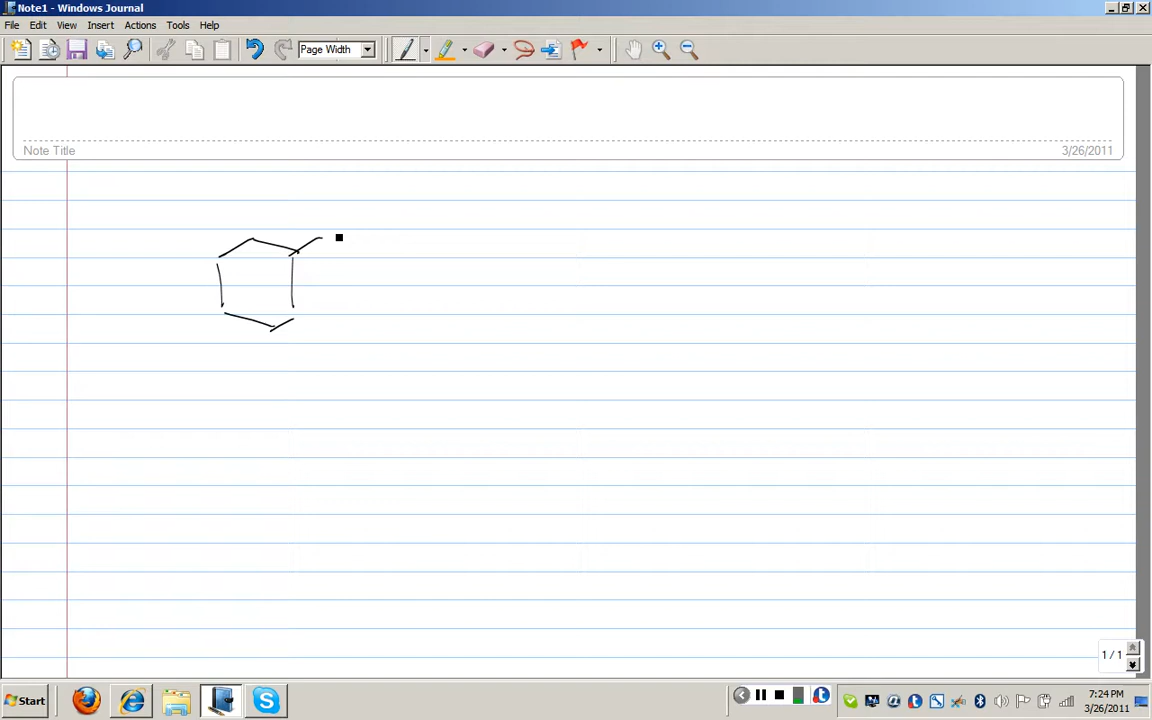 Note1 - Windows Journal
File Edit View Insert Actions Tools Help
Page Width
Note Title
3/26/2011
1 / 1
Start
7:24 PM
3/26/2011